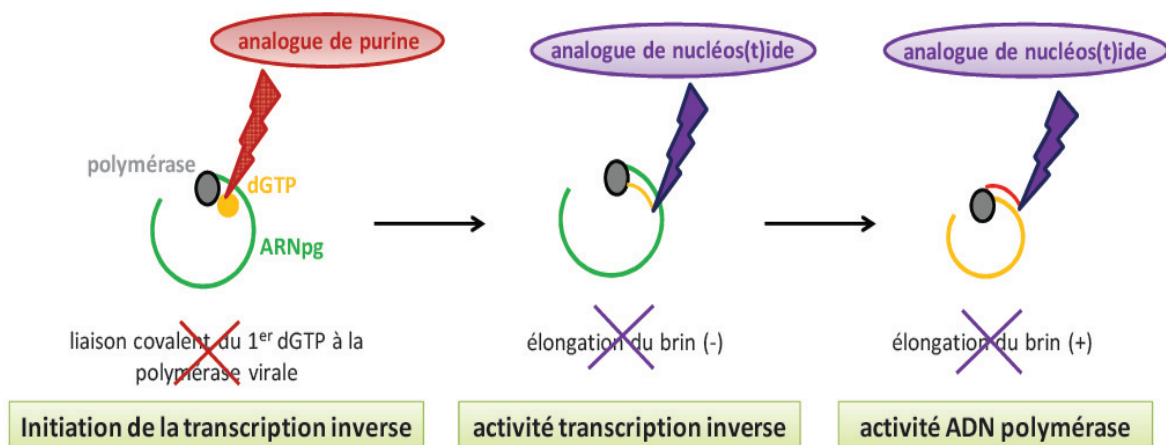 analogue de purine
analogue de nucléos(t)ide
analogue de nucléos(t)ide
polymérase
dGTP
ARNpg
liaison covalent du 1er dGTP à la
polymérase virale
élongation du brin (-)
élongation du brin (+)
Initiation de la transcription inverse
activité transcription inverse
activité ADN polymérase